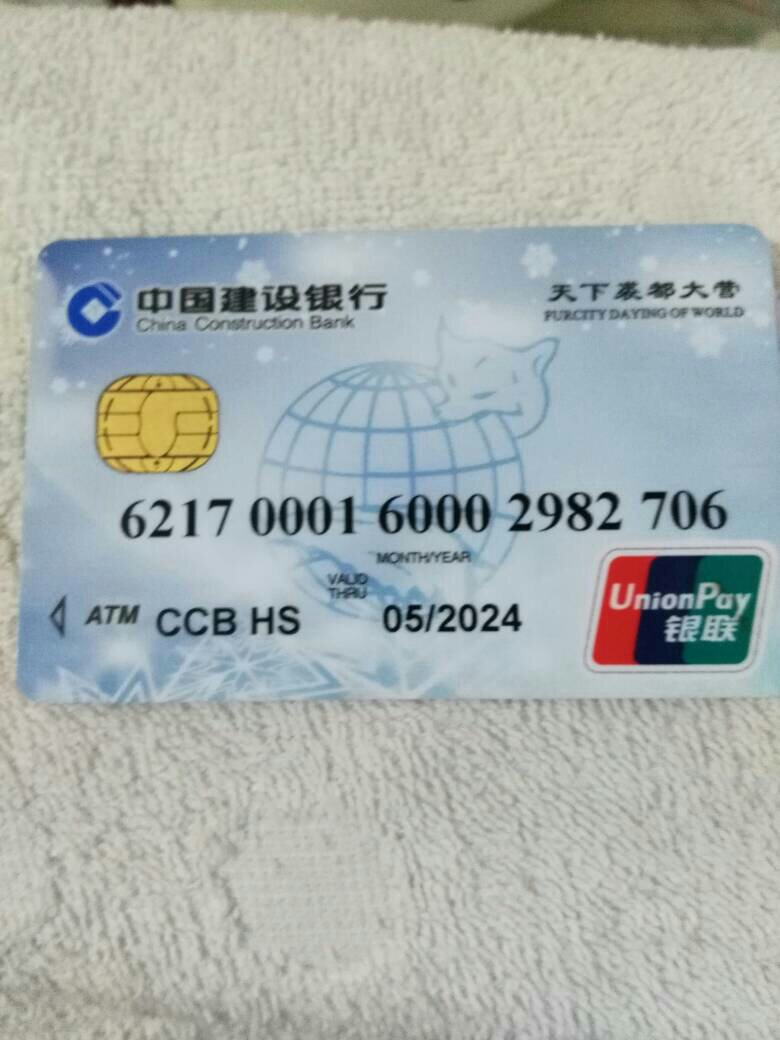 中国建设银行
China Construction Bank
天下裘都大营
FURCITY DAYING OF WORLD
6217 0001 6000 2982 706
MONTH/YEAR
VALID
THRU
ATM CCB HS 05/2024
UnionPay
银联